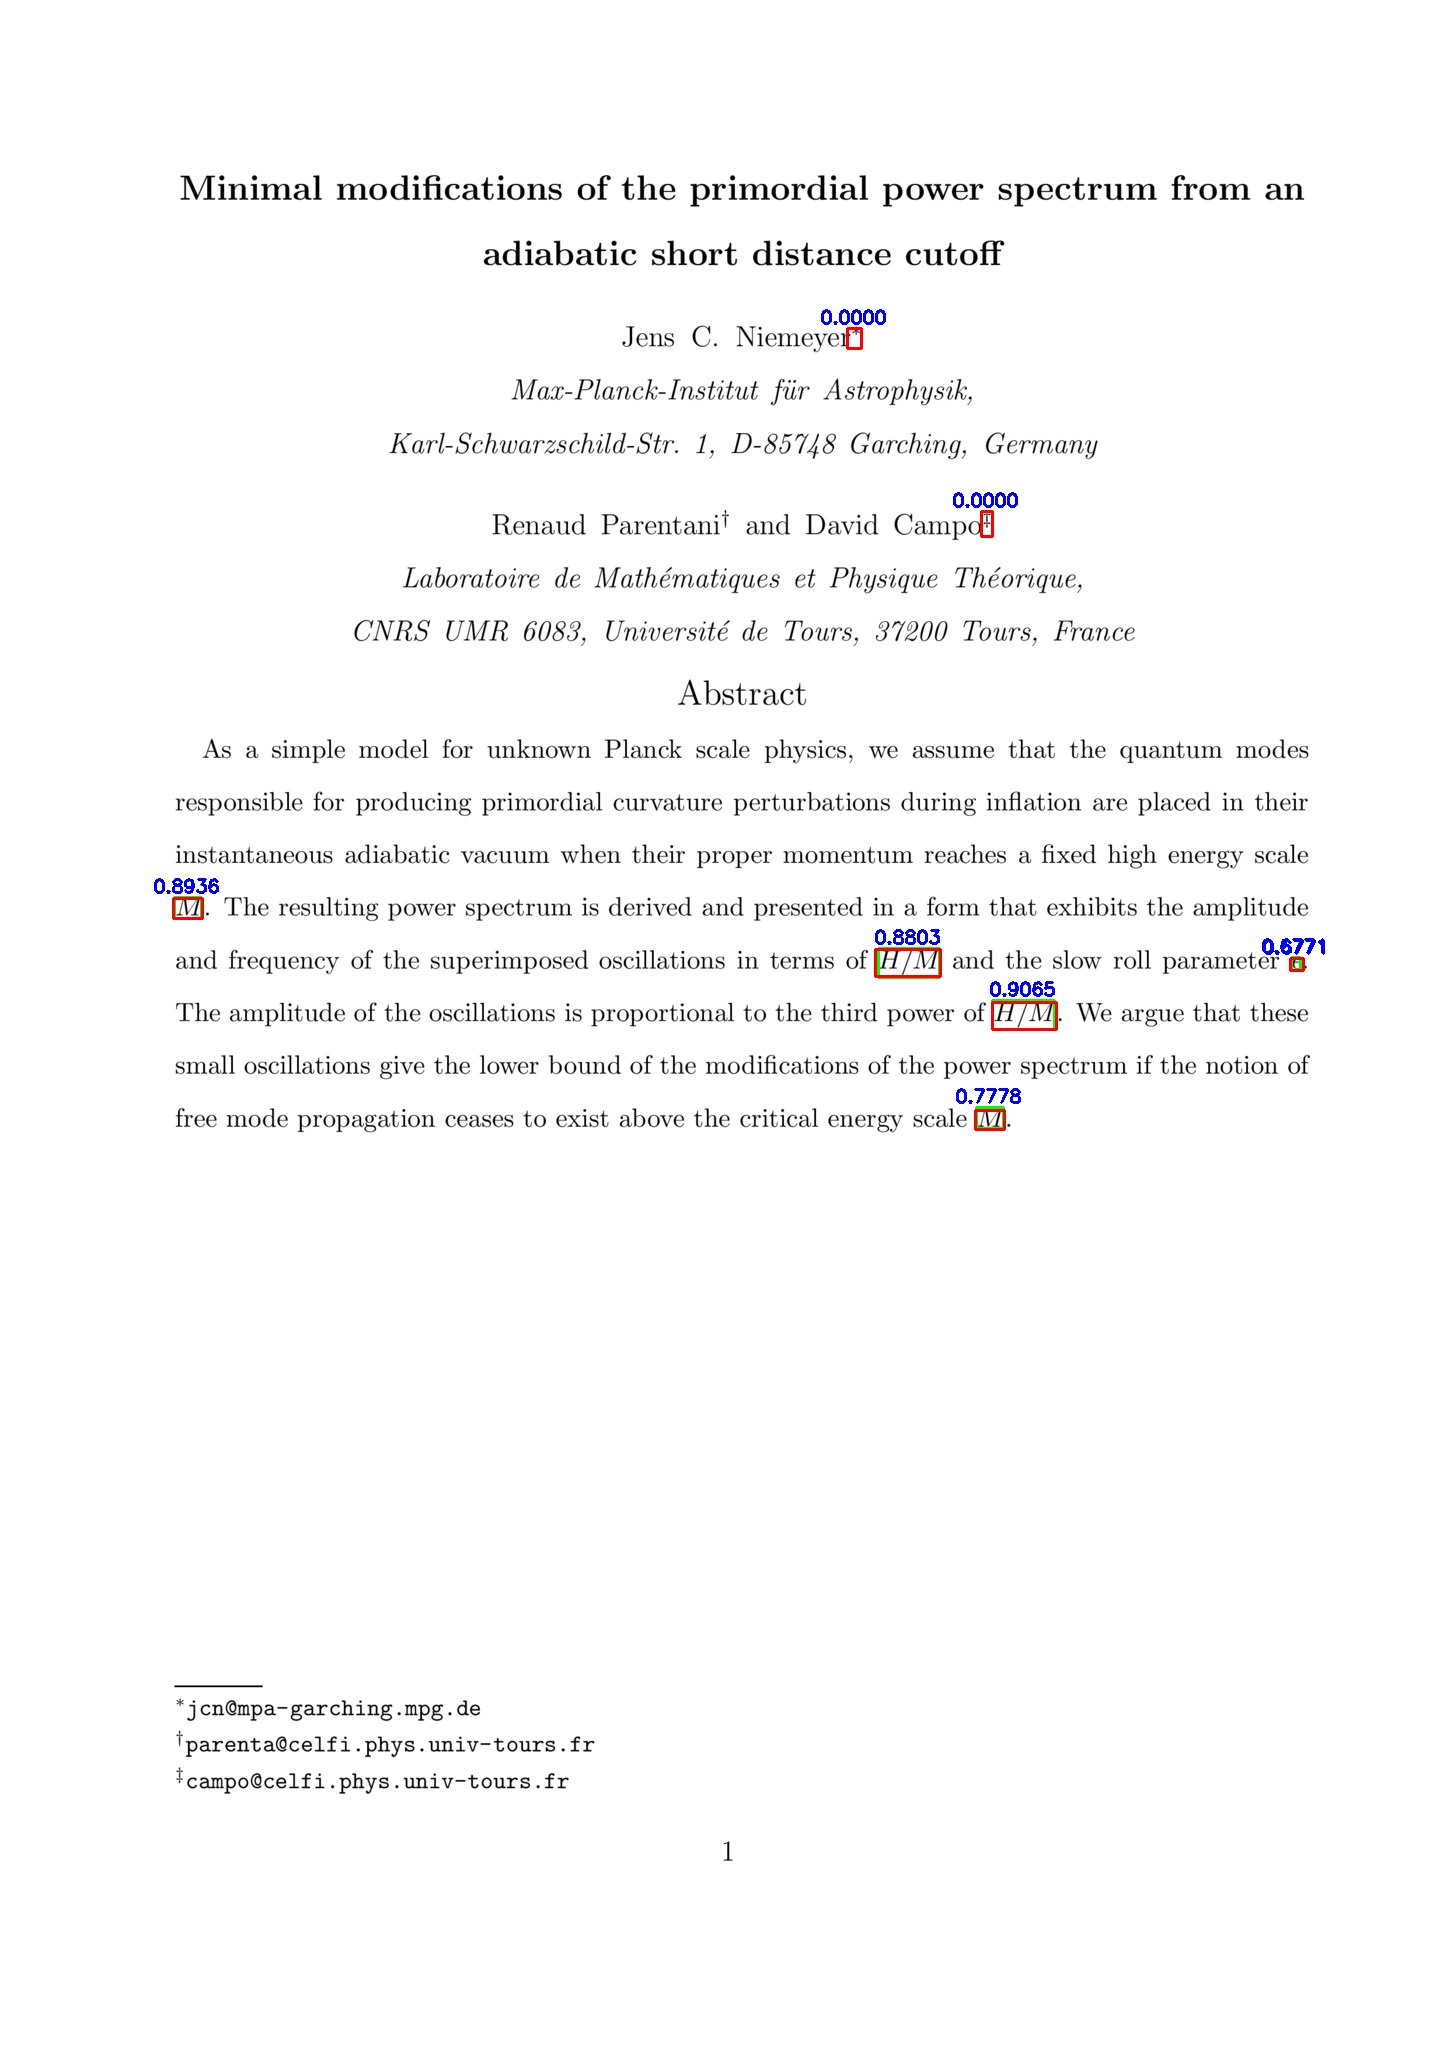 Minimal modifications of the primordial power spectrum from an
adiabatic short distance cutoff
0.0000
Jens C. Niemeyer*
Max-Planck-Institut für Astrophysik,
Karl-Schwarzschild-Str. 1, D-85748 Garching, Germany
0.0000
Renaud Parentani† and David Campo‡
Laboratoire de Mathématiques et Physique Théorique,
CNRS UMR 6083, Université de Tours, 37200 Tours, France
Abstract
As a simple model for unknown Planck scale physics, we assume that the quantum modes
responsible for producing primordial curvature perturbations during inflation are placed in their
instantaneous adiabatic vacuum when their proper momentum reaches a fixed high energy scale
0.8936
M. The resulting power spectrum is derived and presented in a form that exhibits the amplitude
0.8803 0.6771
and frequency of the superimposed oscillations in terms of H/M and the slow roll parameter
0.9065
The amplitude of the oscillations is proportional to the third power of H/M. We argue that these
small oscillations give the lower bound of the modifications of the power spectrum if the notion of
0.7778
free mode propagation ceases to exist above the critical energy scale M.
*jcn@mpa-garching.mpg.de
†parenta@celfi.phys.univ-tours.fr
‡campo@celfi.phys.univ-tours.fr
1